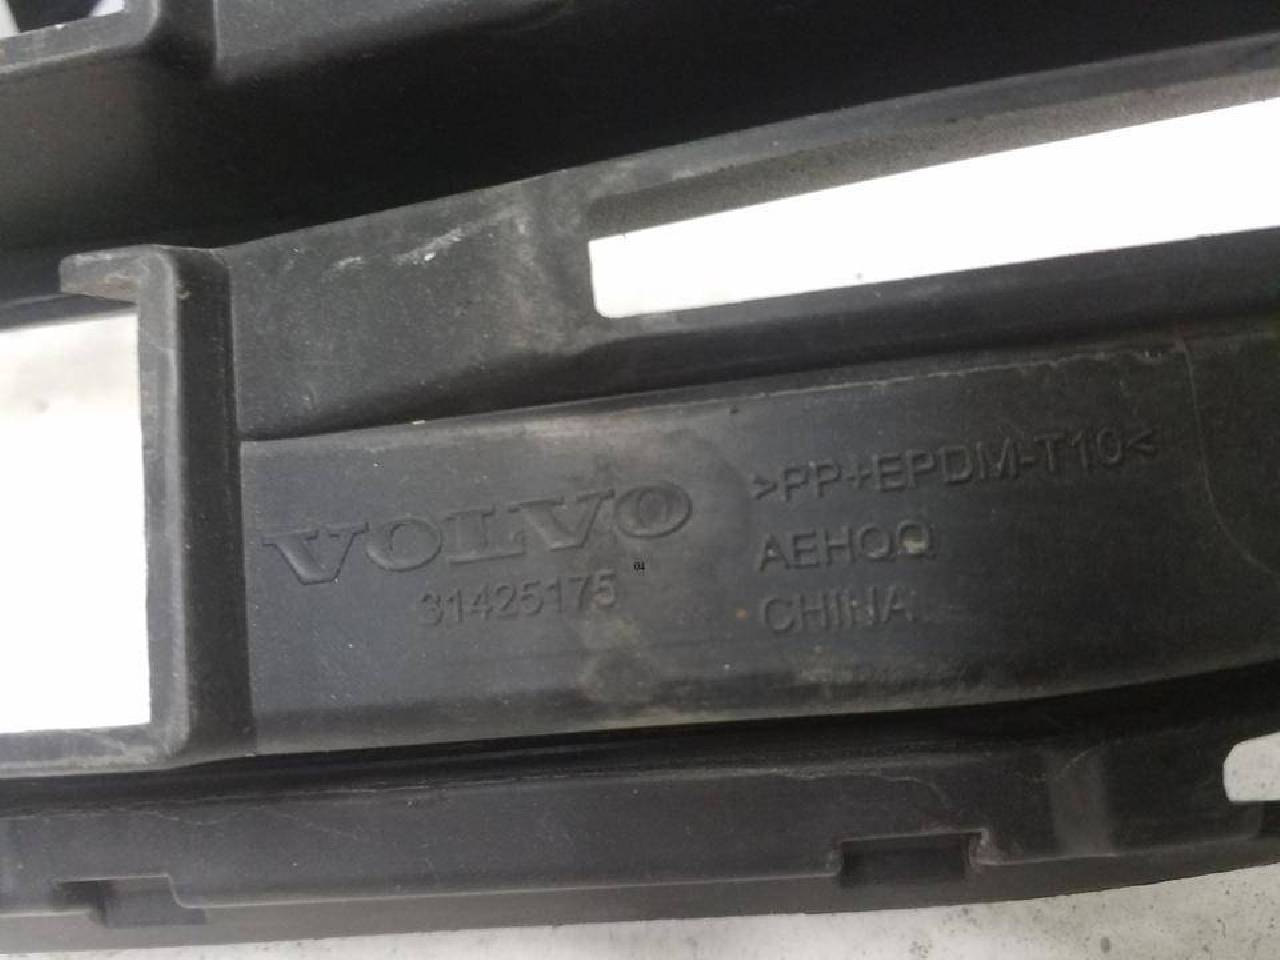 VOLVO
31425175
>PP+EPDM-T10<
AEHQQ
CHINA